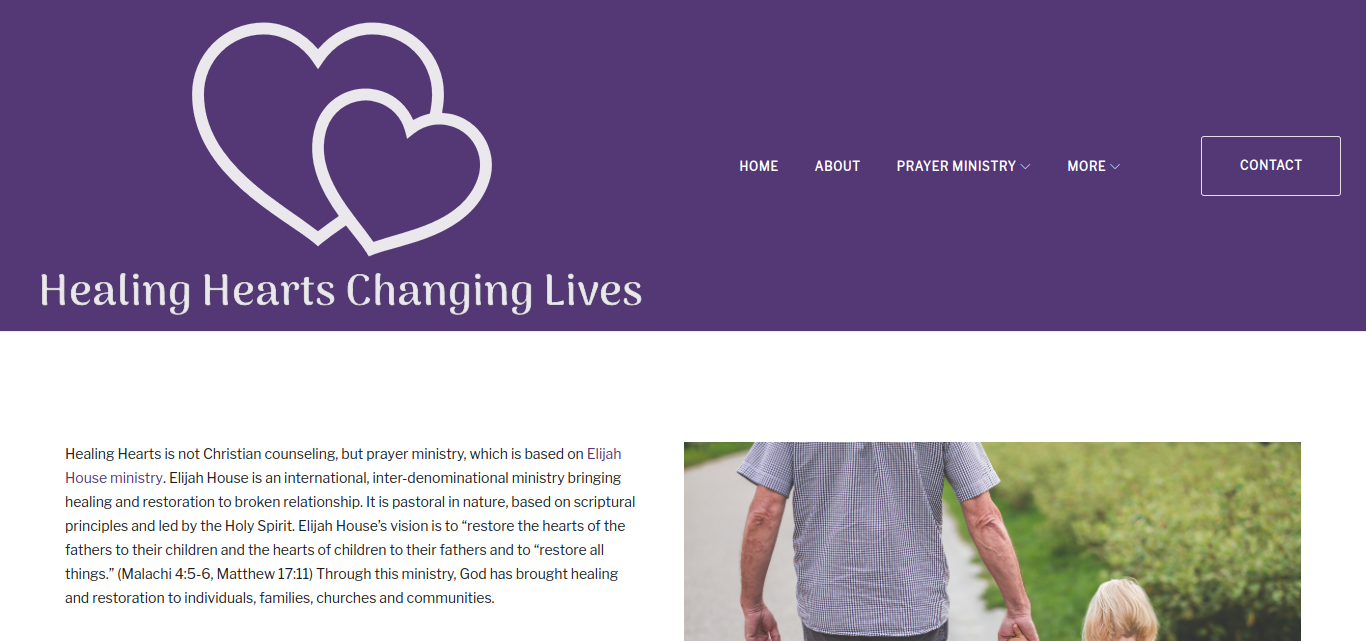 Healing Hearts Changing Lives
HOME ABOUT PRAYER MINISTRY MORE CONTACT
Healing Hearts is not Christian counseling, but prayer ministry, which is based on Elijah
House ministry. Elijah House is an international, inter-denominational ministry bringing
healing and restoration to broken relationship. It is pastoral in nature, based on scriptural
principles and led by the Holy Spirit. Elijah House’s vision is to “restore the hearts of the
fathers to their children and the hearts of children to their fathers and to “restore all
things.” (Malachi 4:5-6, Matthew 17:11) Through this ministry, God has brought healing
and restoration to individuals, families, churches and communities.